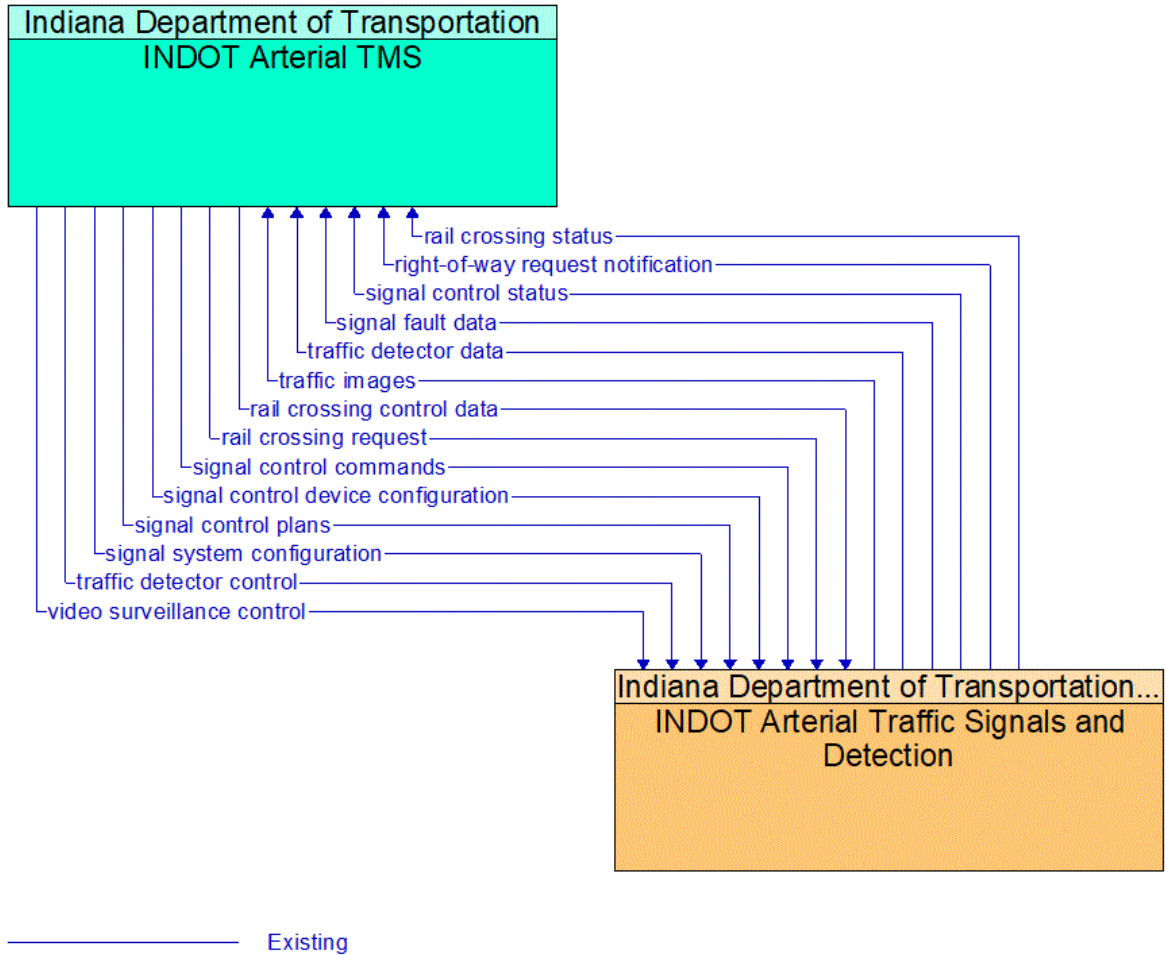 Indiana Department of Transportation
INDOT Arterial TMS
rail crossing status
right-of-way request notification
signal control status
signal fault data
traffic detector data
traffic images
rail crossing control data
rail crossing request
signal control commands
signal control device configuration
signal control plans
signal system configuration
traffic detector control
video surveillance control
Indiana Department of Transportation...
INDOT Arterial Traffic Signals and
Detection
Existing